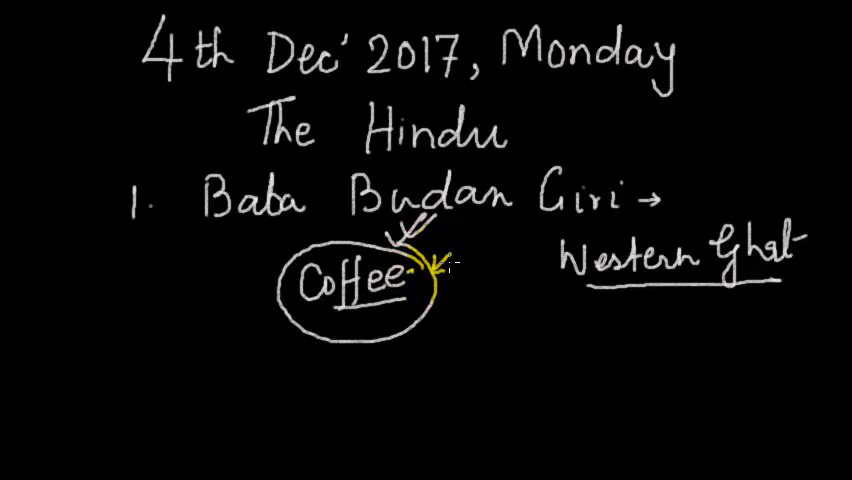 4th Dec' 2017, Monday
The Hindu
1. Baba Budan Giri →
Western Ghat
Coffee